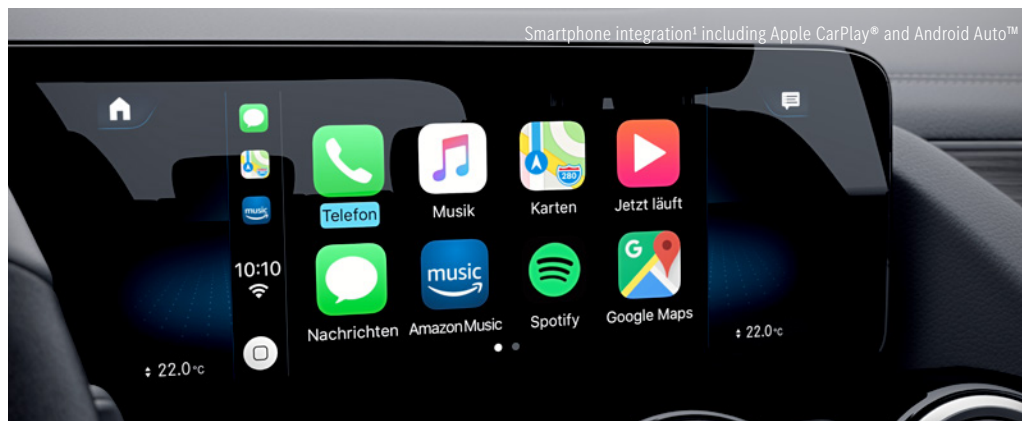 Smartphone integration¹ including Apple CarPlay® and Android Auto™
music
10:10
22.0°C
280
Telefon
Musik
Karten
Jetzt läuft
music
G
Nachrichten
AmazonMusic
Spotify
Google Maps
22.0°C